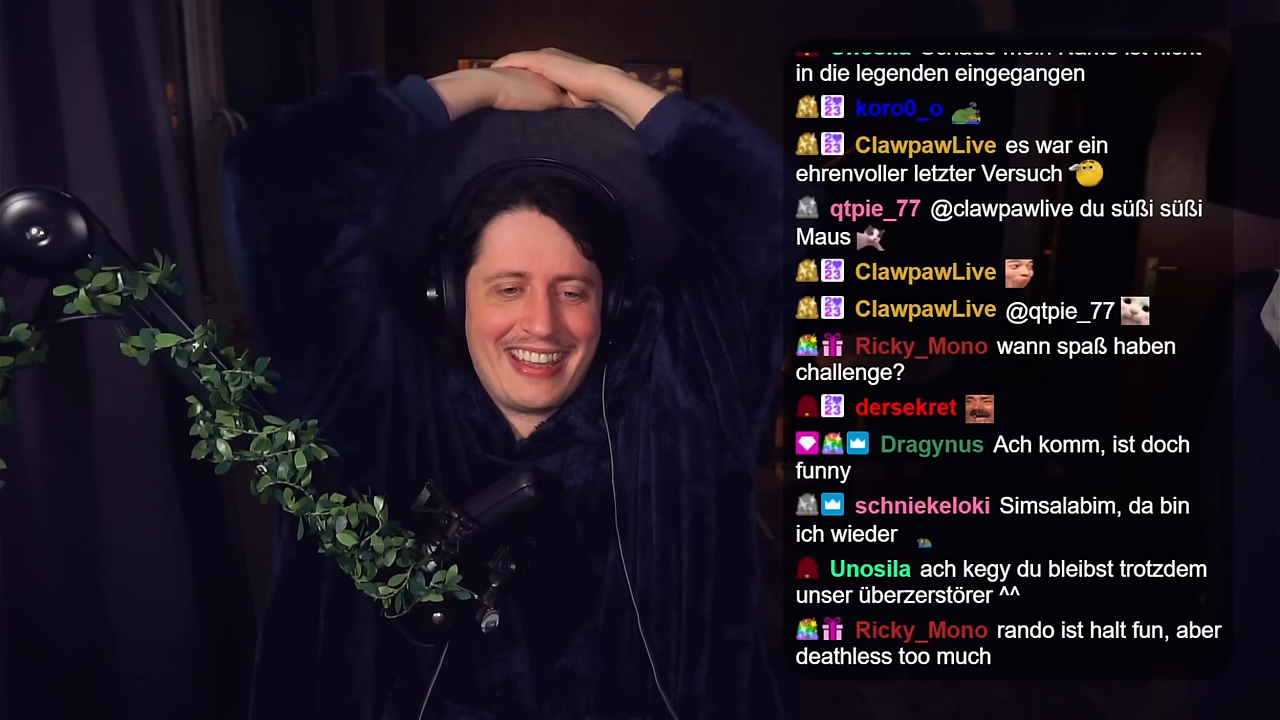 in die legenden eingegangen
koro0_o
ClawpawLive es war ein
ehrenvoller letzter Versuch
qtpie_77 @clawpawlive du süßi süßi
Maus
ClawpawLive
ClawpawLive @qtpie_77
Ricky_Mono wann spaß haben
challenge?
dersekret
Dragynus Ach komm, ist doch
funny
schniekeloki Simsalabim, da bin
ich wieder
Unosila ach kegy du bleibst trotzdem
unser überzerstörer ^^
Ricky_Mono rando ist halt fun, aber
deathless too much